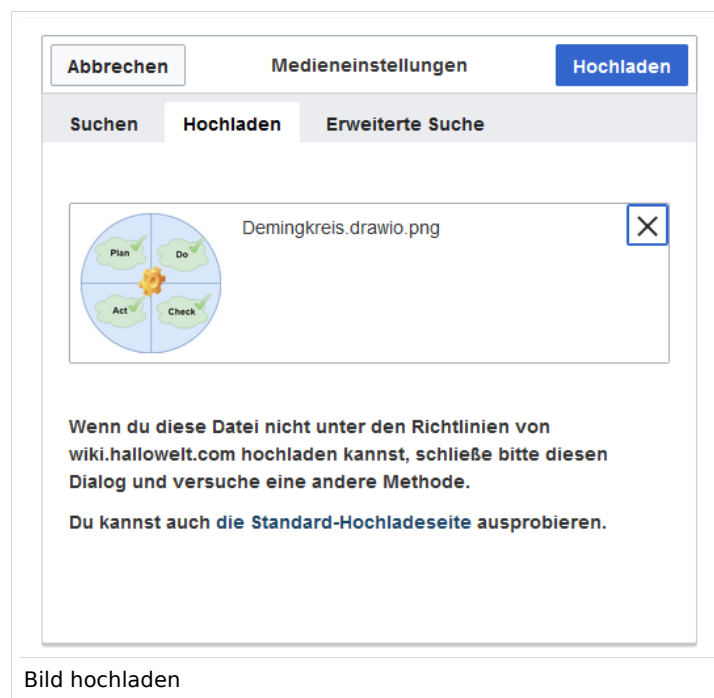 Abbrechen Medieneinstellungen Hochladen
Suchen Hochladen Erweiterte Suche
Demingkreis.drawio.png
Plan Do
Act Check
Wenn du diese Datei nicht unter den Richtlinien von
wiki.hallowelt.com hochladen kannst, schließe bitte diesen
Dialog und versuche eine andere Methode.
Du kannst auch die Standard-Hochladeseite ausprobieren.
Bild hochladen